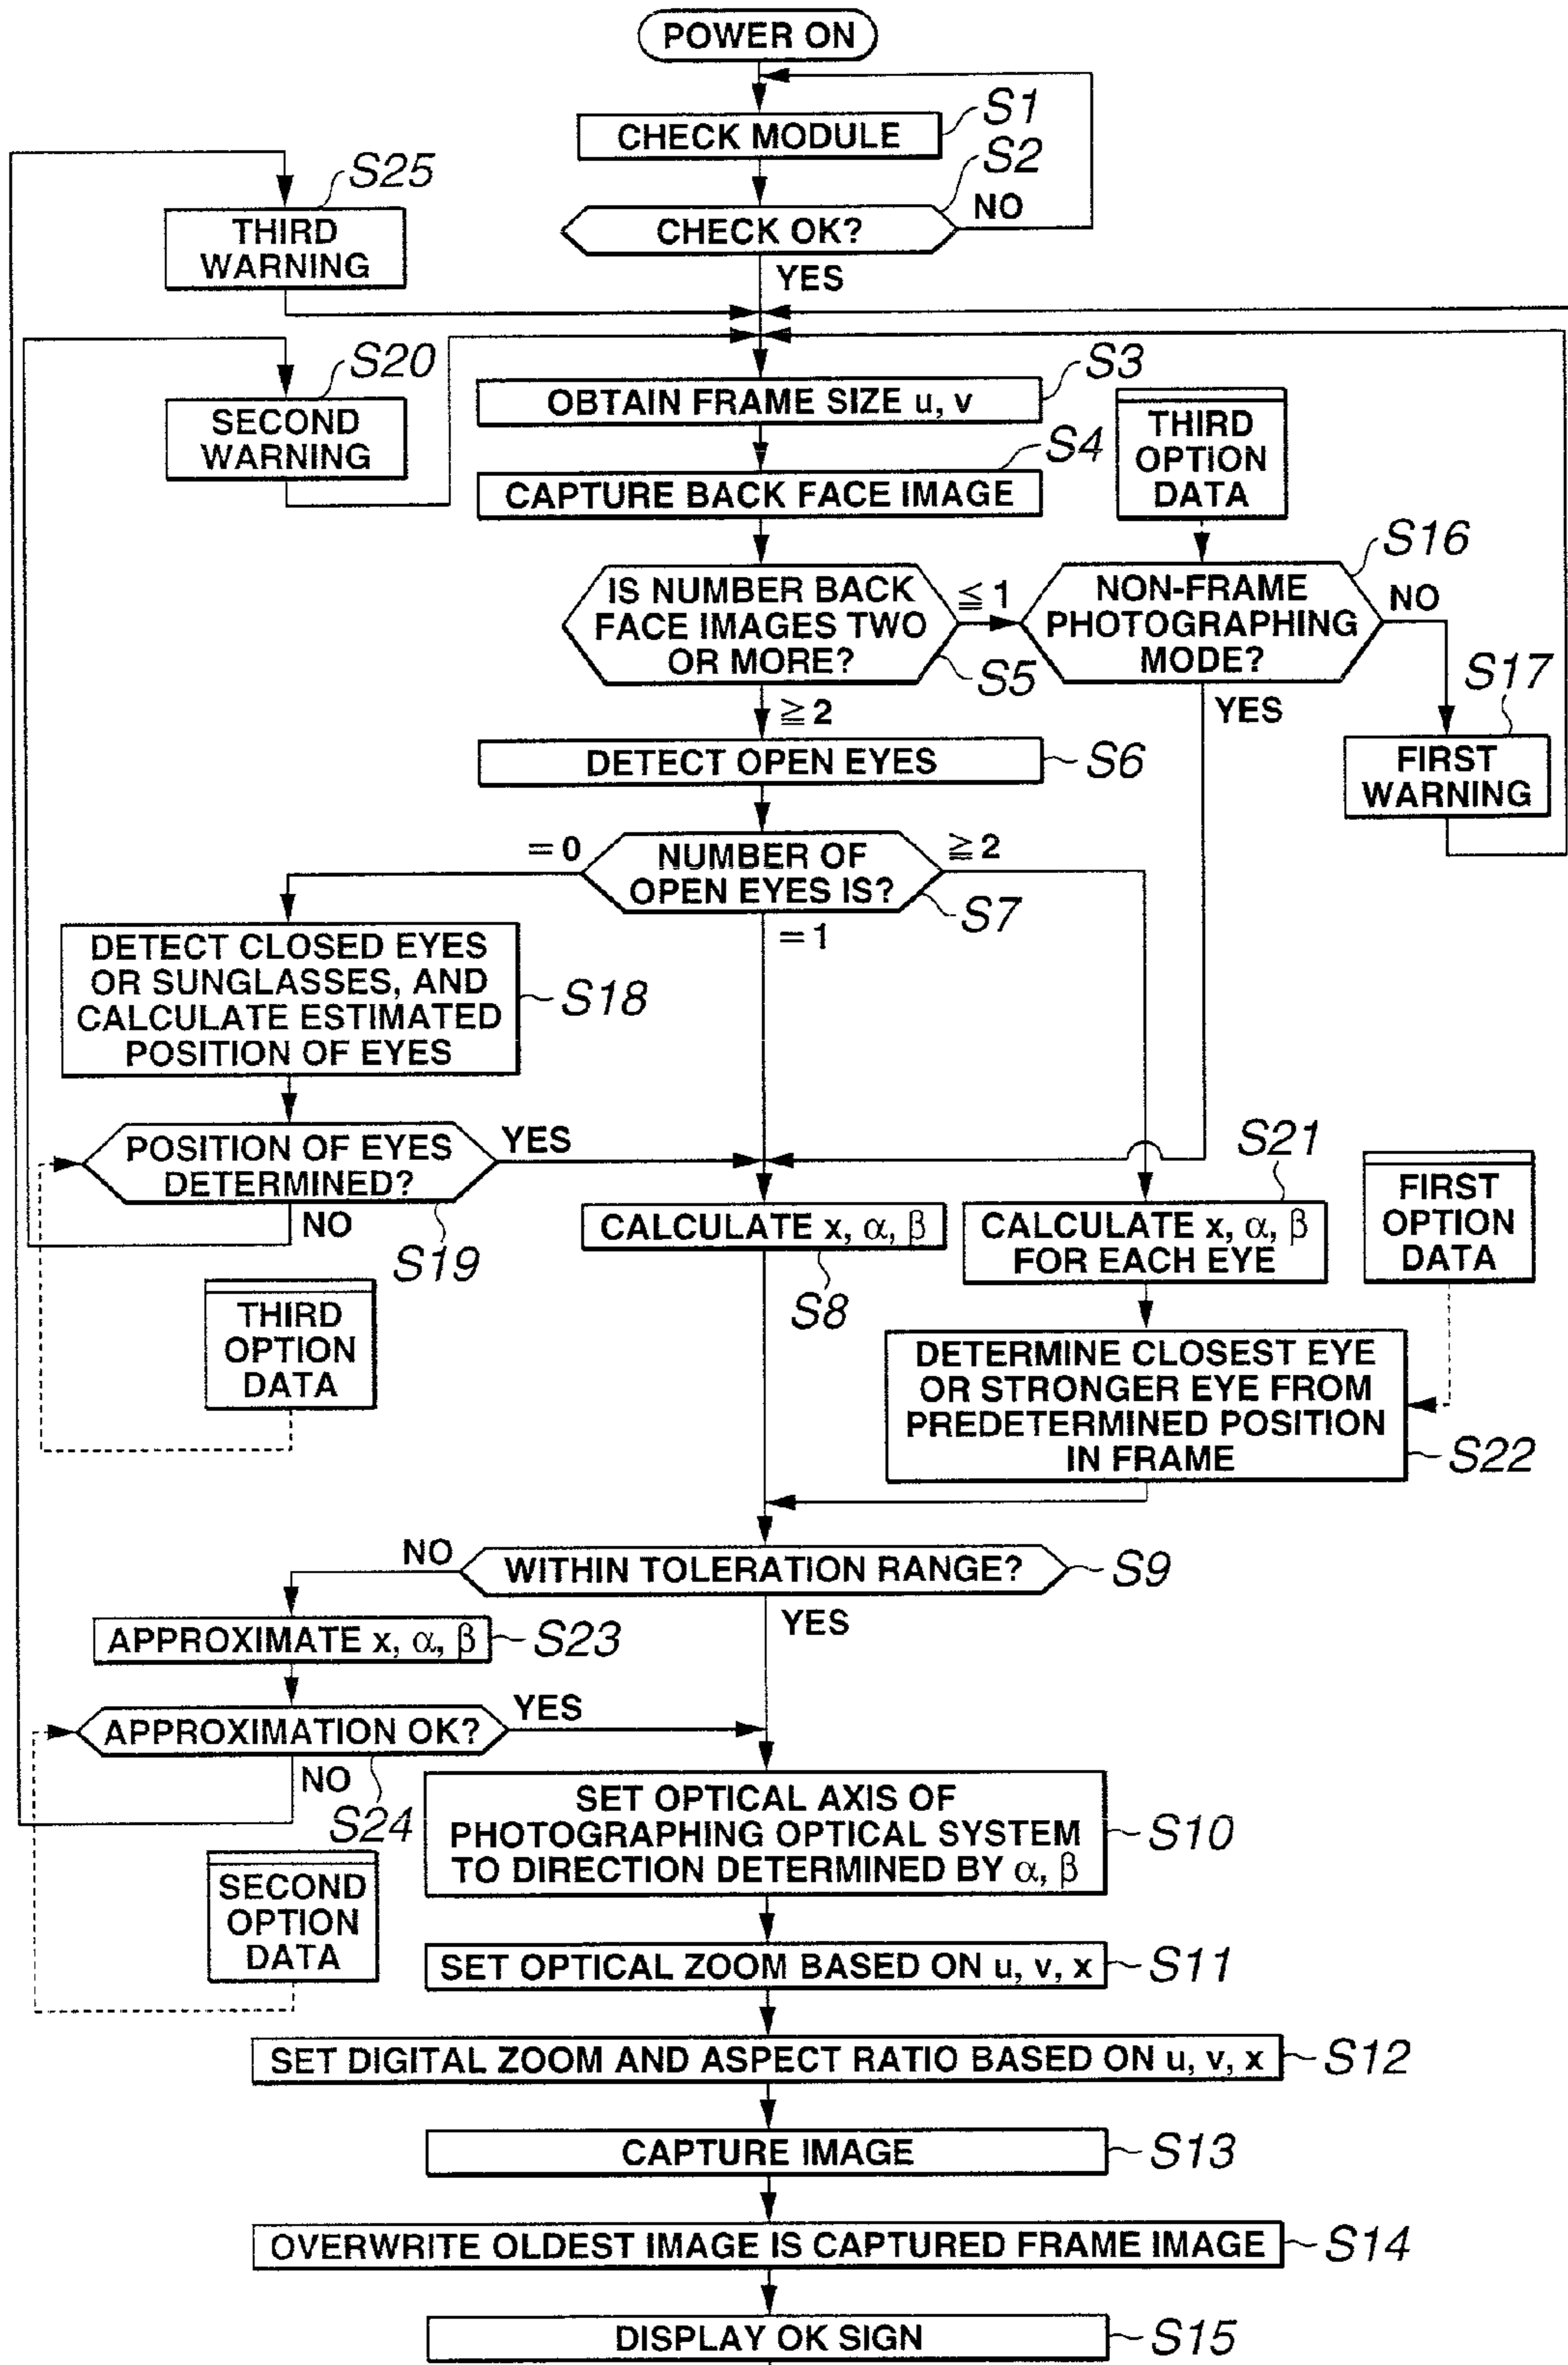 POWER ON
CHECK MODULE
S1
CHECK OK?
S2
NO
YES
THIRD
WARNING
S25
SECOND
WARNING
S20
OBTAIN FRAME SIZE u, v
S3
CAPTURE BACK FACE IMAGE
S4
THIRD
OPTION
DATA
IS NUMBER BACK
FACE IMAGES TWO
OR MORE?
S5
≦ 1
≧ 2
NON-FRAME
PHOTOGRAPHING
MODE?
S16
NO
YES
FIRST
WARNING
S17
DETECT OPEN EYES
S6
NUMBER OF
OPEN EYES IS?
S7
= 0
≧ 2
= 1
DETECT CLOSED EYES
OR SUNGLASSES, AND
CALCULATE ESTIMATED
POSITION OF EYES
S18
POSITION OF EYES
DETERMINED?
S19
YES
NO
THIRD
OPTION
DATA
CALCULATE x, α, β
S8
CALCULATE x, α, β
FOR EACH EYE
S21
FIRST
OPTION
DATA
DETERMINE CLOSEST EYE
OR STRONGER EYE FROM
PREDETERMINED POSITION
IN FRAME
S22
WITHIN TOLERATION RANGE?
S9
NO
YES
APPROXIMATE x, α, β
S23
APPROXIMATION OK?
S24
YES
NO
SECOND
OPTION
DATA
SET OPTICAL AXIS OF
PHOTOGRAPHING OPTICAL SYSTEM
TO DIRECTION DETERMINED BY α, β
S10
SET OPTICAL ZOOM BASED ON u, v, x
S11
SET DIGITAL ZOOM AND ASPECT RATIO BASED ON u, v, x
S12
CAPTURE IMAGE
S13
OVERWRITE OLDEST IMAGE IS CAPTURED FRAME IMAGE
S14
DISPLAY OK SIGN
S15